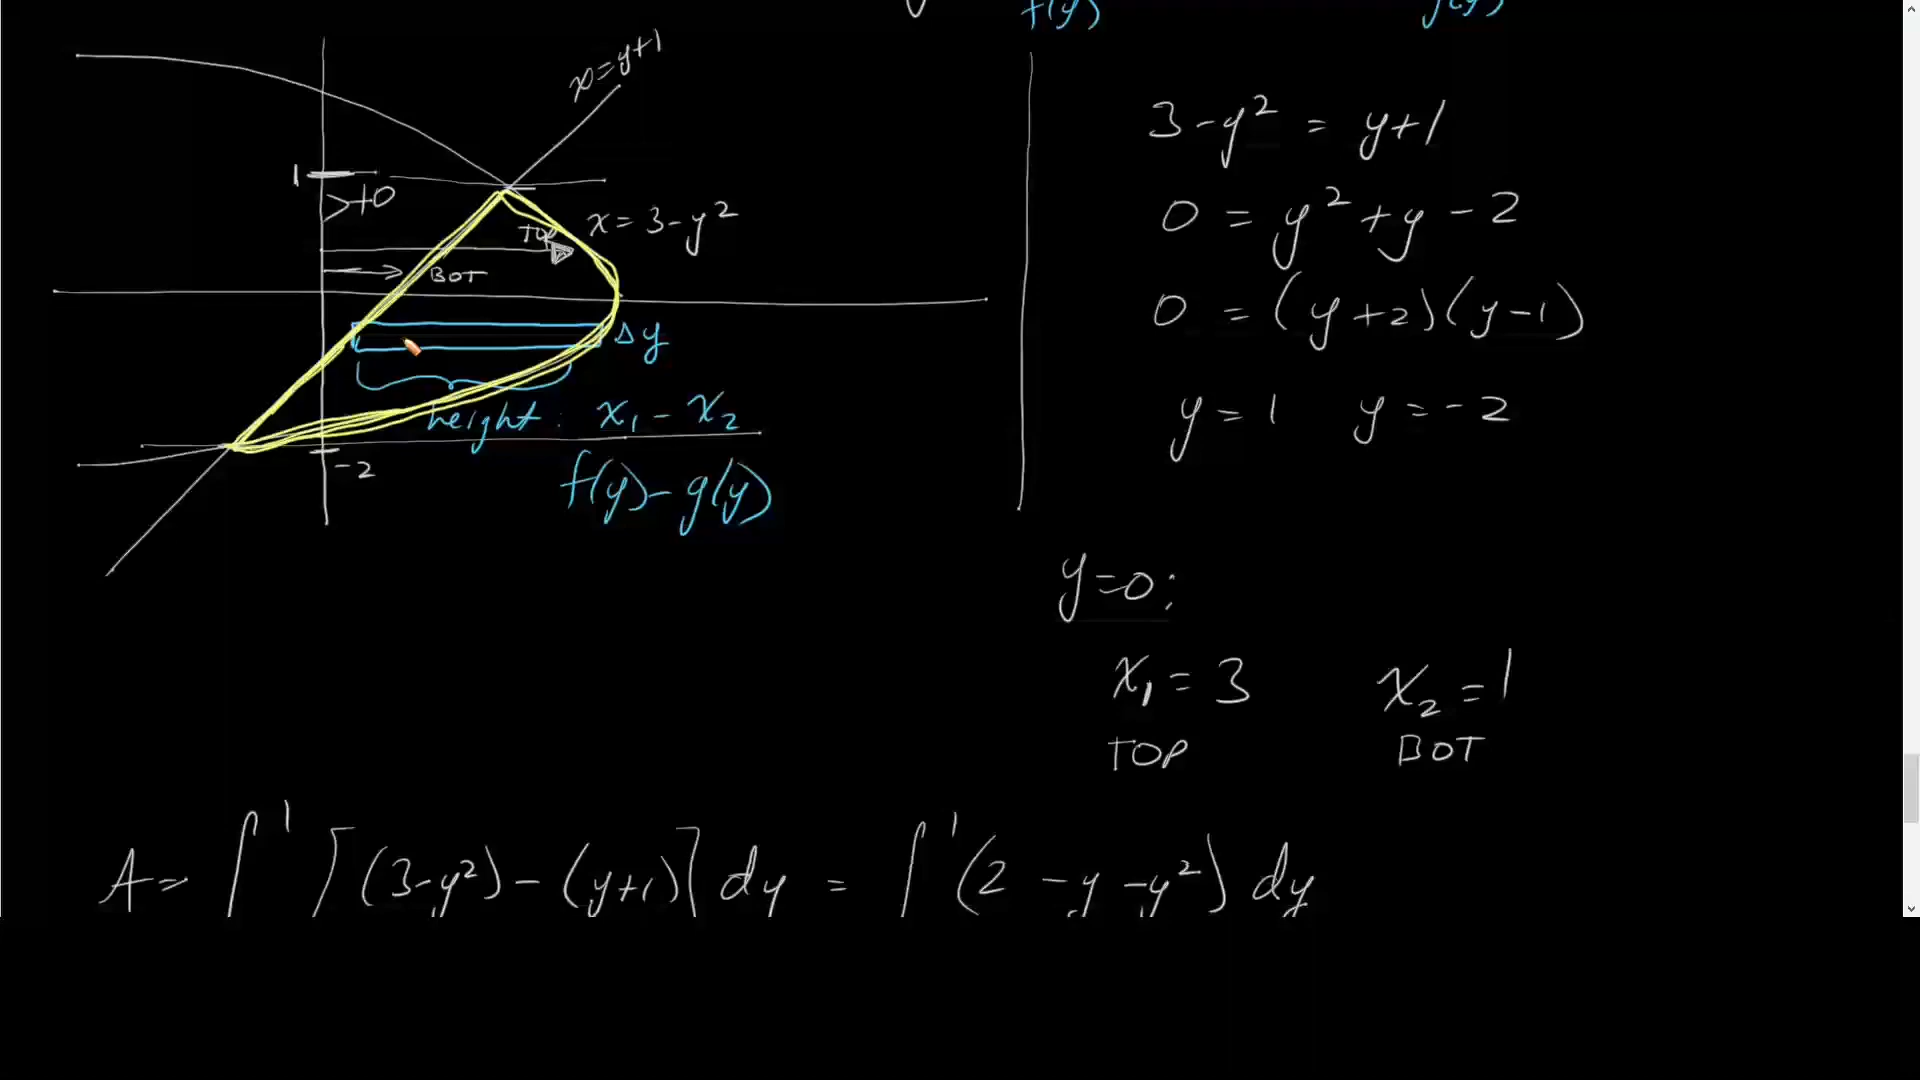 f(y)
g(y)
x=y+1
1
>+0
x=3-y²
TOP
BOT
Δy
height: x₁-x₂
-2
f(y)-g(y)
3-y² = y+1
0 = y²+y-2
0 = (y+2)(y-1)
y=1 y=-2
y=0:
x₁=3 x₂=1
TOP BOT
A=∫¹[(3-y²)-(y+1)]dy = ∫¹(2-y-y²)dy